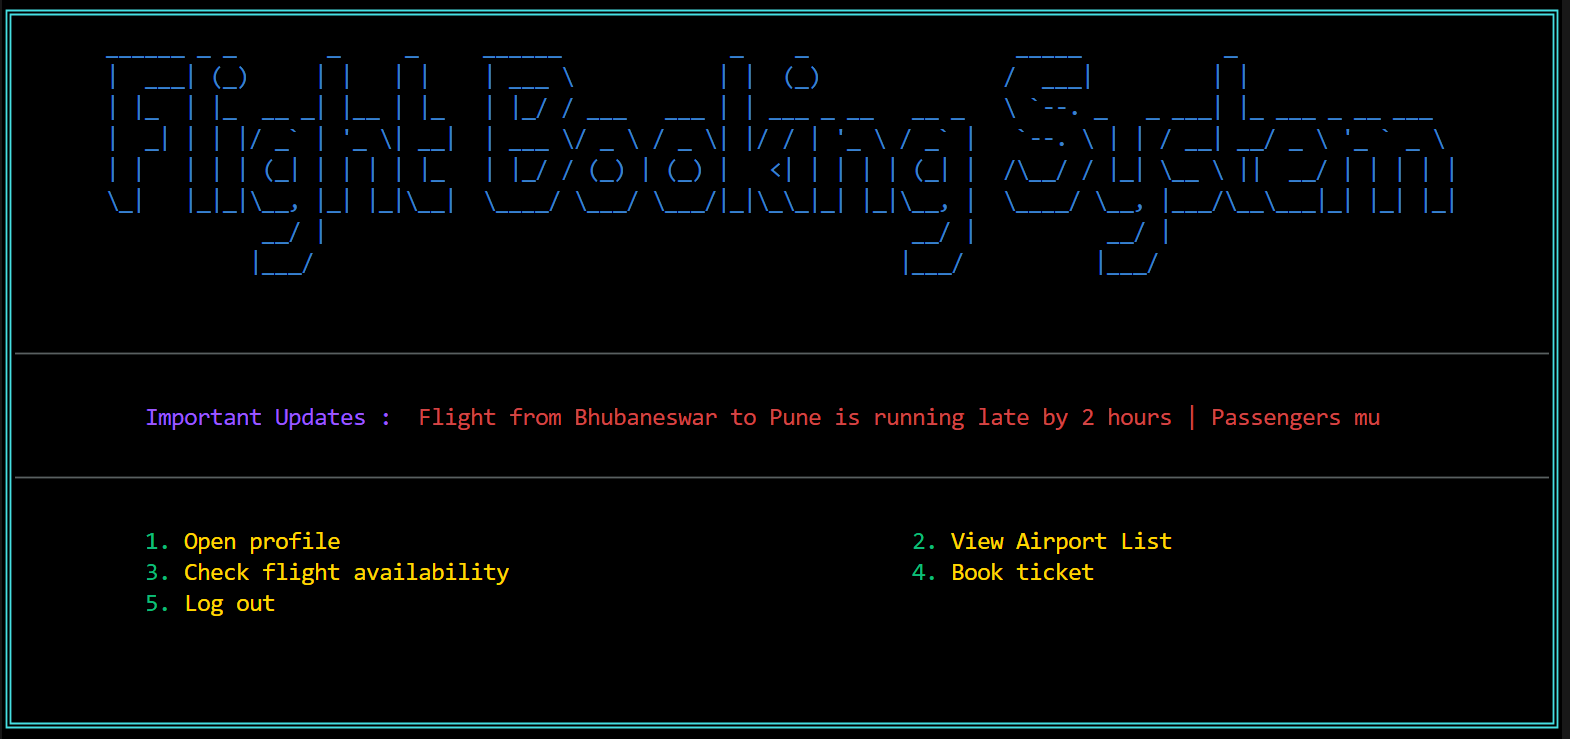 Flight Booking System
Important Updates :  Flight from Bhubaneswar to Pune is running late by 2 hours | Passengers mu
1. Open profile
2. View Airport List
3. Check flight availability
4. Book ticket
5. Log out